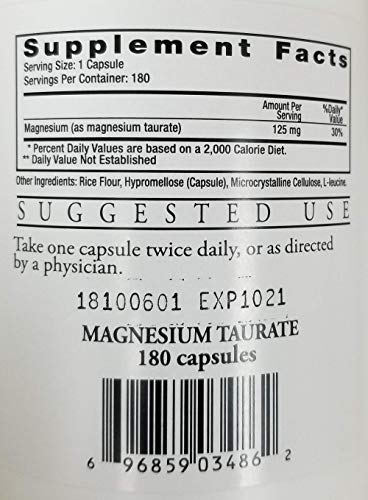 Supplement Facts
Serving Size: 1 Capsule
Servings Per Container: 180
Amount Per Serving %Daily* Value
Magnesium (as magnesium taurate) 125 mg 30%
* Percent Daily Values are based on a 2,000 Calorie Diet.
** Daily Value Not Established
Other Ingredients: Rice Flour, Hypromellose (Capsule), Microcrystalline Cellulose, L-leucine.
SUGGESTED USE
Take one capsule twice daily, or as directed
by a physician.
18100601 EXP1021
MAGNESIUM TAURATE
180 capsules
6 96859 03486 2